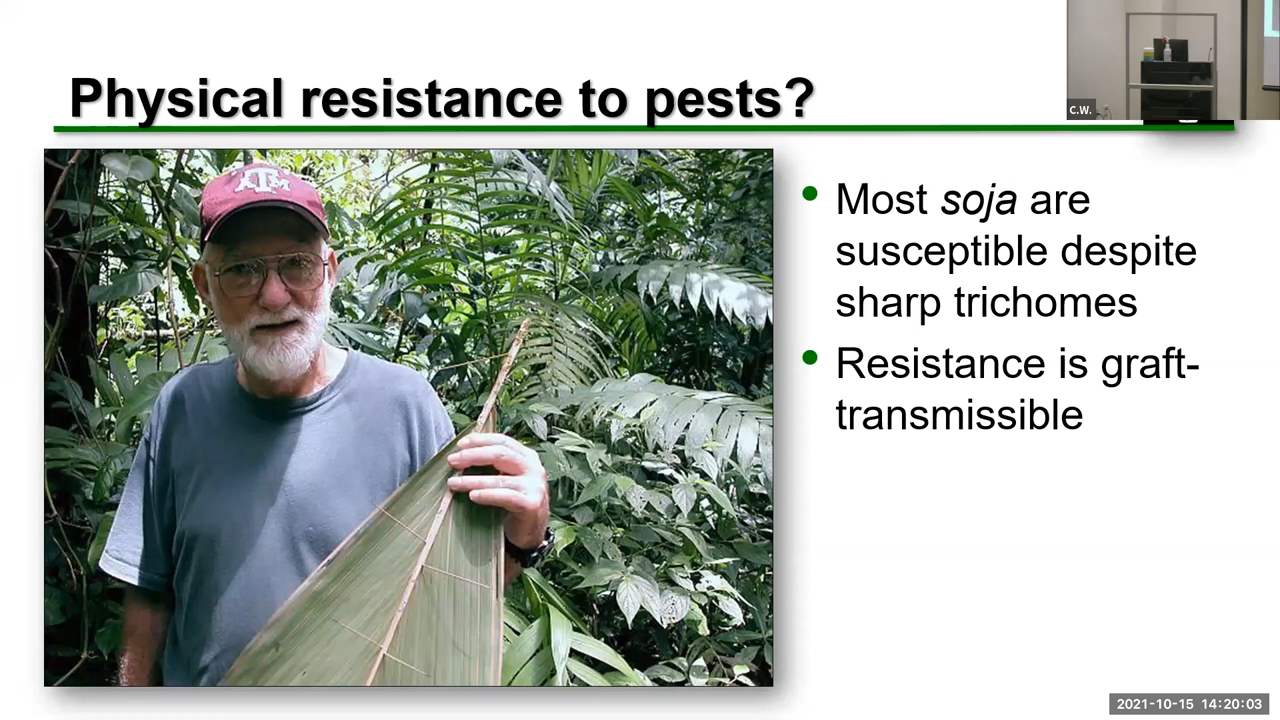 Physical resistance to pests?
C.W.
ATM
• Most soja are
susceptible despite
sharp trichomes
• Resistance is graft-
transmissible
2021-10-15 14:20:03